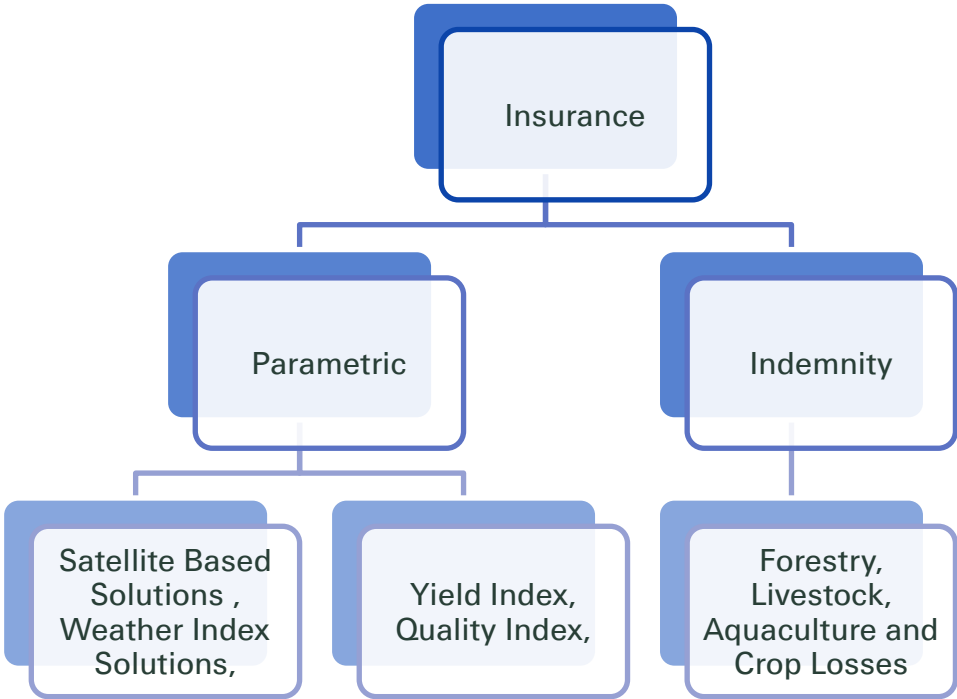 Insurance
Parametric
Indemnity
Satellite Based
Solutions ,
Weather Index
Solutions,
Yield Index,
Quality Index,
Forestry,
Livestock,
Aquaculture and
Crop Losses